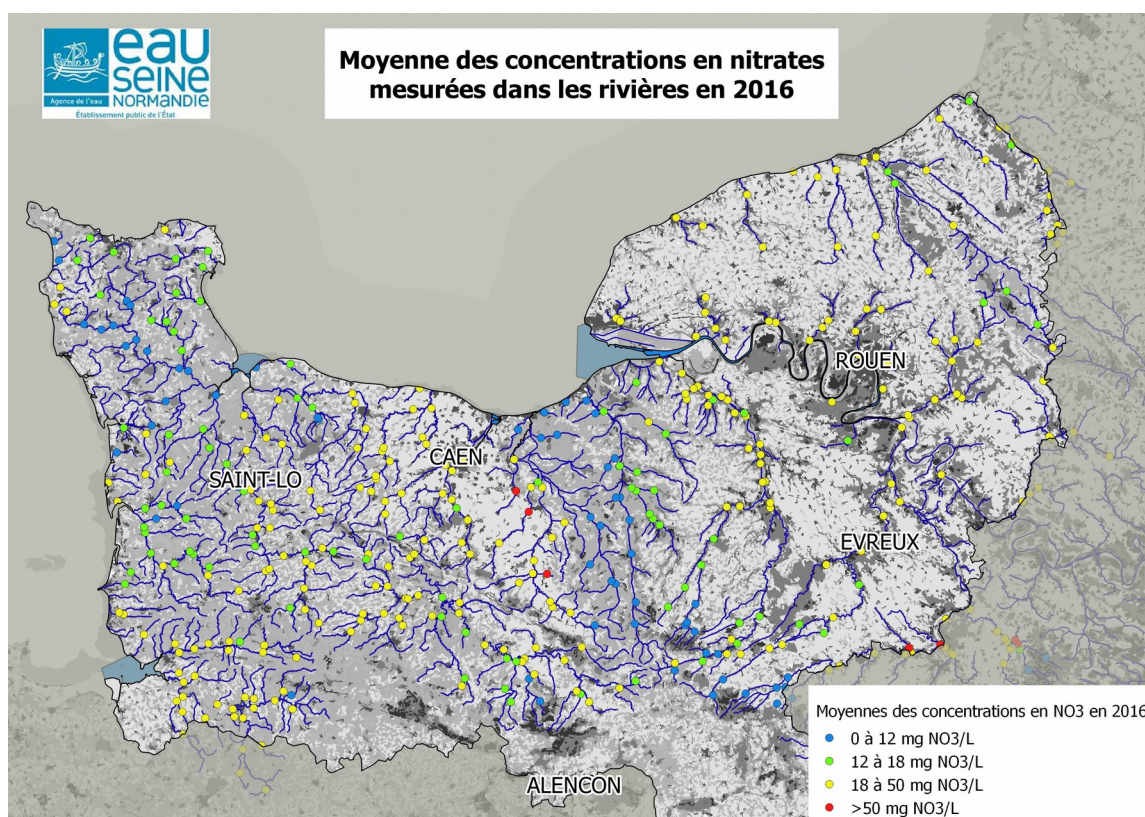 eau
SEINE
NORMANDIE
Agence de l'eau
Établissement public de l'État
Moyenne des concentrations en nitrates
mesurées dans les rivières en 2016
ROUEN
CAEN
SAINT-LO
EVREUX
ALENCON
Moyennes des concentrations en NO3 en 2016
0 à 12 mg NO3/L
12 à 18 mg NO3/L
18 à 50 mg NO3/L
>50 mg NO3/L